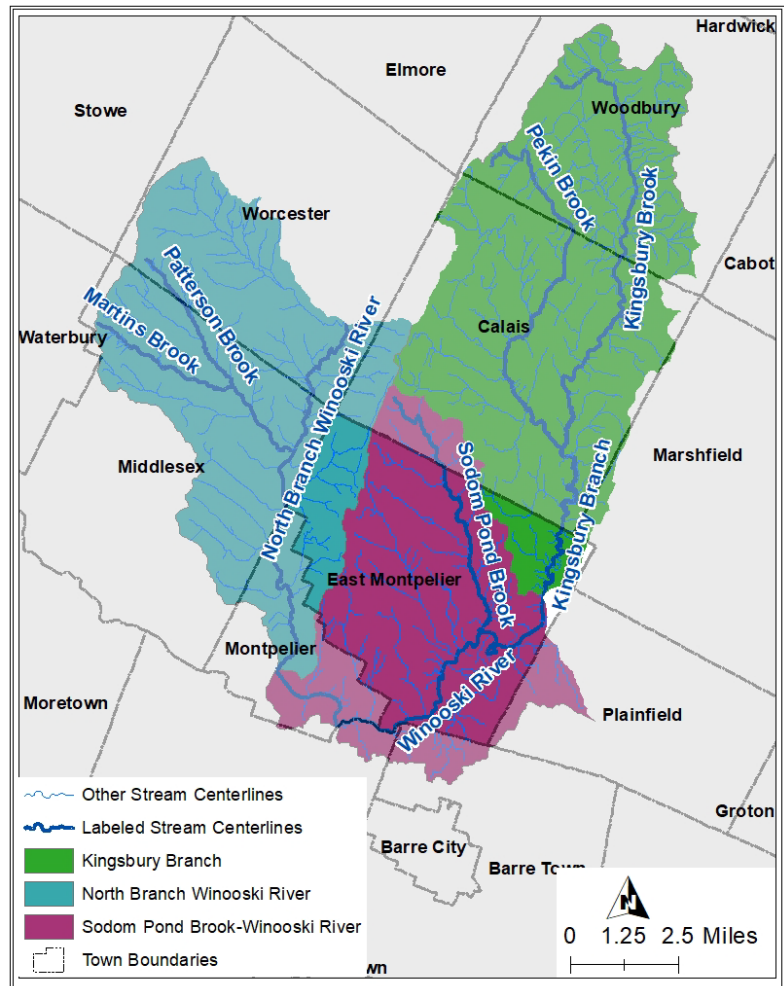 Hardwick
Elmore
Stowe
Woodbury
Pekin Brook
Worcester
Kingsbury Brook
Patterson Brook
Cabot
Martins Brook
Calais
Waterbury
North Branch Winooski River
Marshfield
Middlesex
Sodom Pond Brook
Kingsbury Branch
East Montpelier
Montpelier
Moretown
Winooski River
Plainfield
Other Stream Centerlines
Labeled Stream Centerlines
Groton
Kingsbury Branch
Barre City
Barre Town
North Branch Winooski River
Sodom Pond Brook-Winooski River
N
0 1.25 2.5 Miles
Town Boundaries
wn